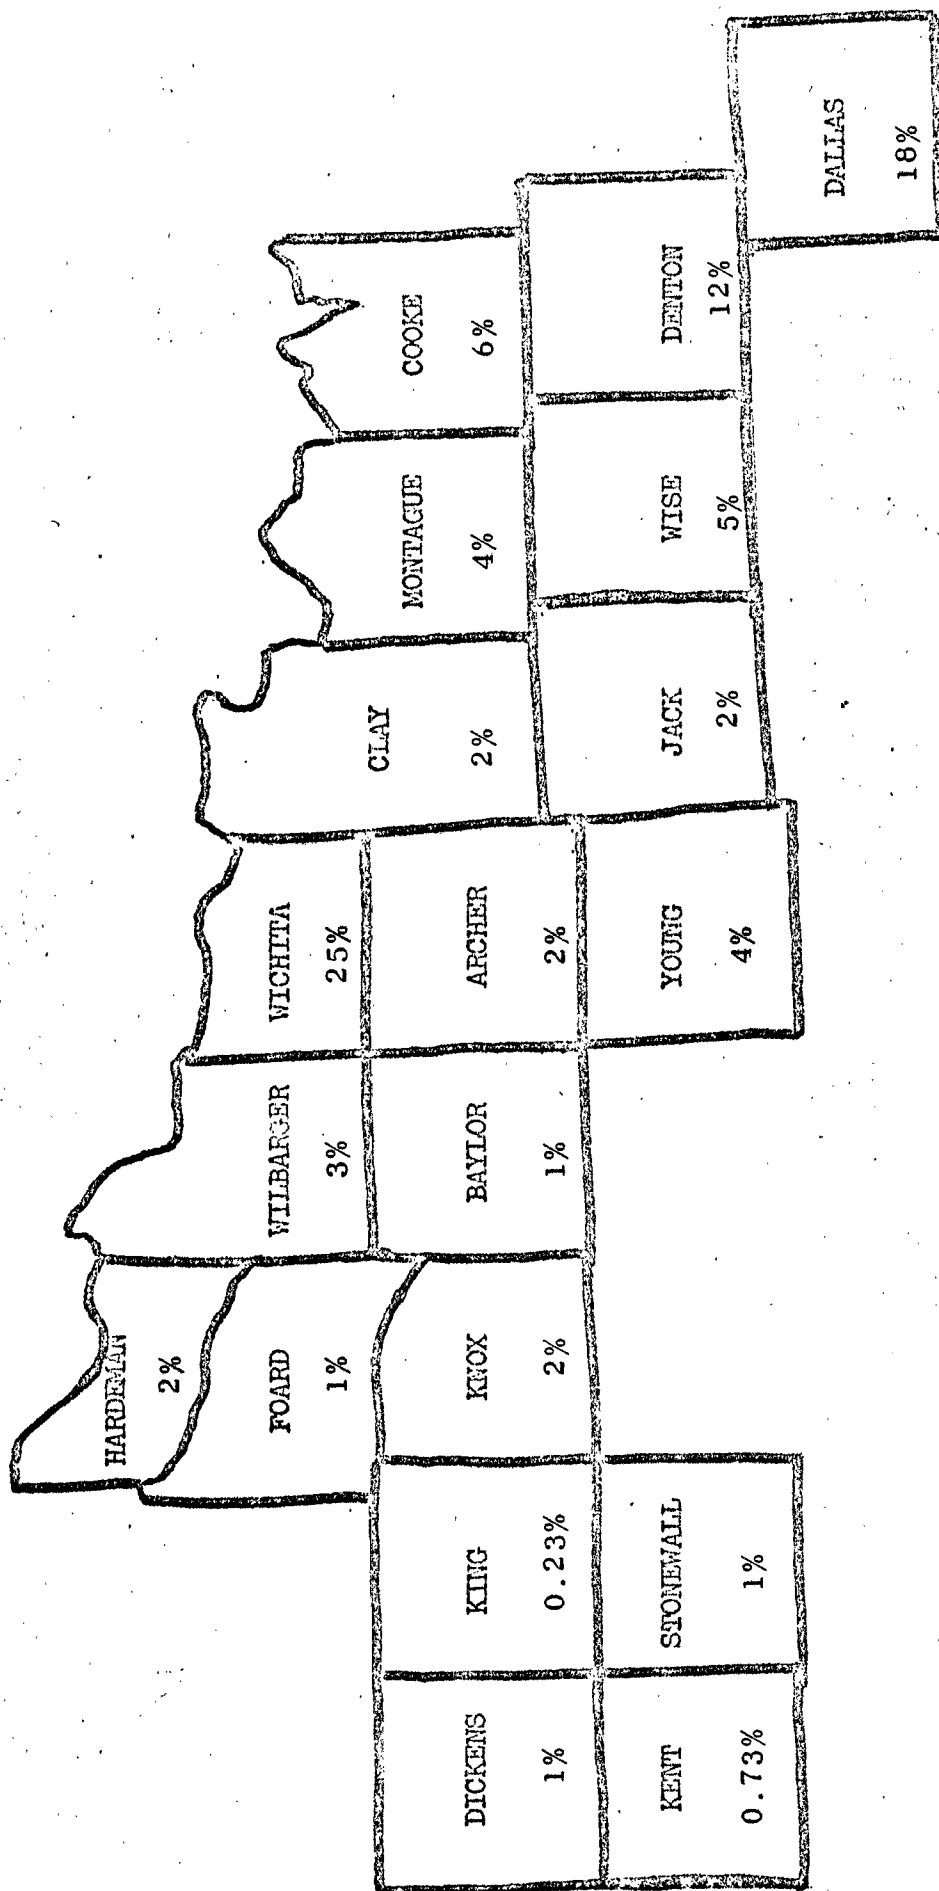 HARDEMAN
2%
FOARD
1%
WILBARGER
3%
WICHITA
25%
CLAY
2%
MONTAGUE
4%
COOKE
6%
DICKENS
1%
KING
0.23%
KNOX
2%
BAYLOR
1%
ARCHER
2%
KENT
0.73%
STONEWALL
1%
YOUNG
4%
JACK
2%
WISE
5%
DENTON
12%
DALLAS
18%